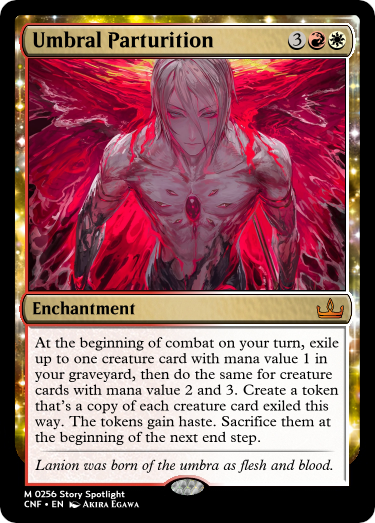 Umbral Parturition 3
Enchantment
At the beginning of combat on your turn, exile
up to one creature card with mana value 1 in
your graveyard, then do the same for creature
cards with mana value 2 and 3. Create a token
that's a copy of each creature card exiled this
way. The tokens gain haste. Sacrifice them at
the beginning of the next end step.
Lanion was born of the umbra as flesh and blood.
M 0256 Story Spotlight
CNF • EN Akira Egawa